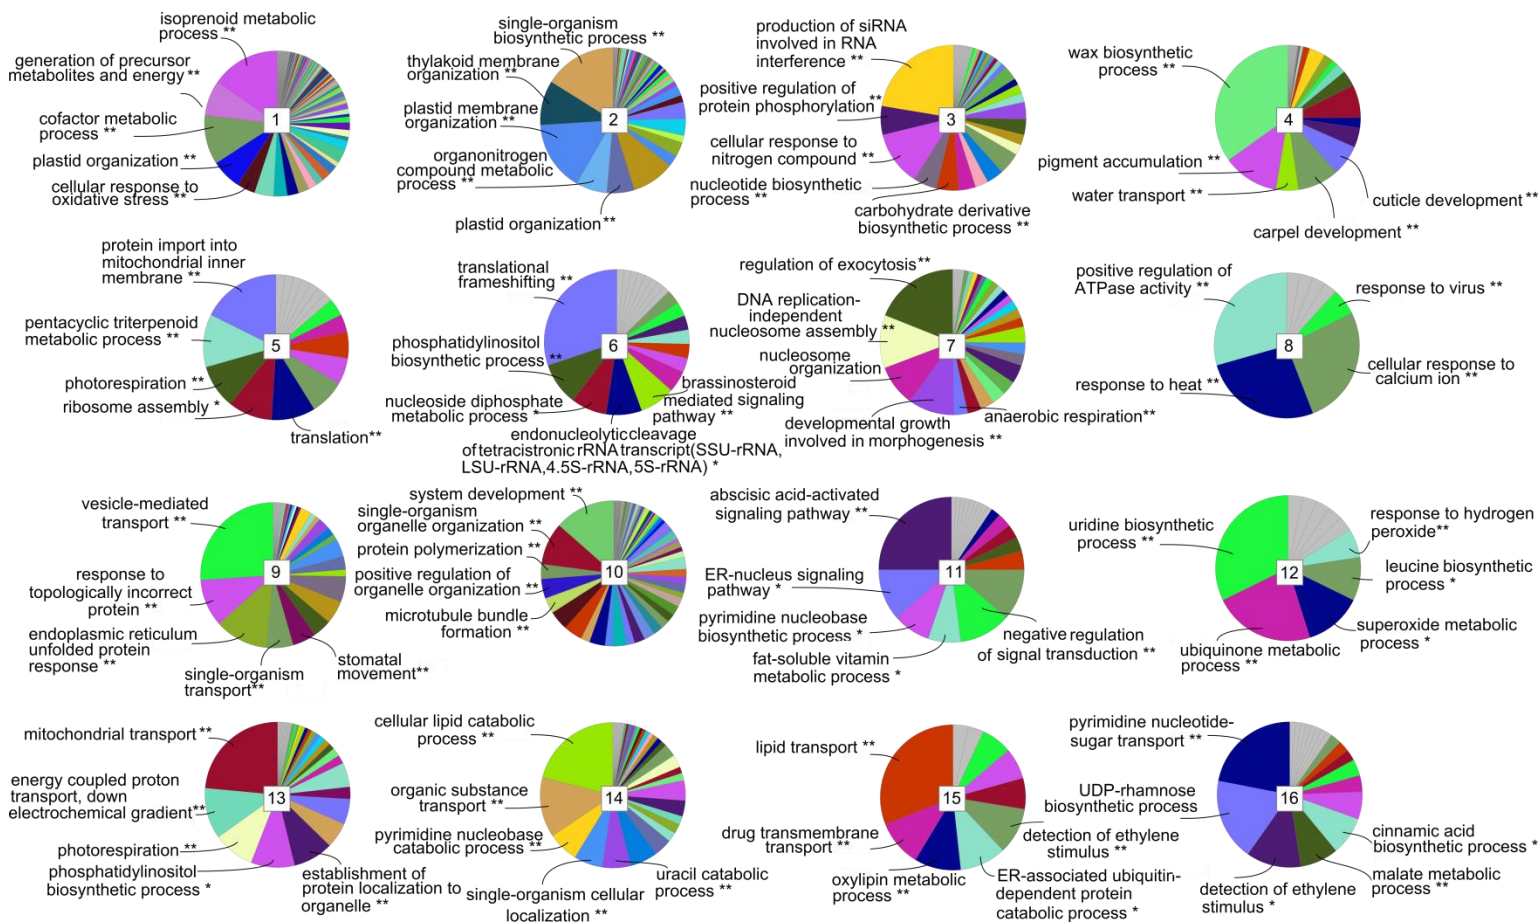 isoprenoid metabolic
process **
generation of precursor
metabolites and energy **
cofactor metabolic
process **
plastid organization **
cellular response to
oxidative stress **
1
single-organism
biosynthetic process **
thylakoid membrane
organization **
plastid membrane
organization **
organonitrogen
compound metabolic
process **
plastid organization **
2
production of siRNA
involved in RNA
interference **
positive regulation of
protein phosphorylation **
cellular response to
nitrogen compound **
nucleotide biosynthetic
process **
carbohydrate derivative
biosynthetic process **
3
wax biosynthetic
process **
pigment accumulation **
water transport **
carpel development **
cuticle development **
4
protein import into
mitochondrial inner
membrane **
pentacyclic triterpenoid
metabolic process **
photorespiration **
ribosome assembly *
translation**
5
translational
frameshifting **
phosphatidylinositol
biosynthetic process **
nucleoside diphosphate
metabolic process *
endonucleolytic cleavage
of tetracistronic rRNA transcript(SSU-rRNA,
LSU-rRNA,4.5S-rRNA,5S-rRNA) *
brassinosteroid
mediated signaling
pathway **
6
regulation of exocytosis **
DNA replication-
independent
nucleosome assembly **
nucleosome
organization
developmental growth
involved in morphogenesis **
anaerobic respiration**
7
positive regulation of
ATPase activity **
response to heat **
response to virus **
cellular response to
calcium ion **
8
vesicle-mediated
transport **
response to
topologically incorrect
protein **
endoplasmic reticulum
unfolded protein
response **
single-organism
transport**
stomatal
movement**
9
system development **
single-organism
organelle organization **
protein polymerization **
positive regulation of
organelle organization **
microtubule bundle
formation **
10
abscisic acid-activated
signaling pathway **
ER-nucleus signaling
pathway *
pyrimidine nucleobase
biosynthetic process *
fat-soluble vitamin
metabolic process *
negative regulation
of signal transduction **
11
uridine biosynthetic
process **
ubiquinone metabolic
process **
response to hydrogen
peroxide**
leucine biosynthetic
process *
superoxide metabolic
process *
12
mitochondrial transport **
energy coupled proton
transport, down
electrochemical gradient**
photorespiration **
phosphatidylinositol
biosynthetic process *
establishment of
protein localization to
organelle **
13
cellular lipid catabolic
process **
organic substance
transport **
pyrimidine nucleobase
catabolic process **
single-organism cellular
localization **
uracil catabolic
process **
14
lipid transport **
drug transmembrane
transport **
oxylipin metabolic
process **
detection of ethylene
stimulus **
ER-associated ubiquitin-
dependent protein
catabolic process *
15
pyrimidine nucleotide-
sugar transport **
UDP-rhamnose
biosynthetic process
detection of ethylene
stimulus *
cinnamic acid
biosynthetic process *
malate metabolic
process **
16